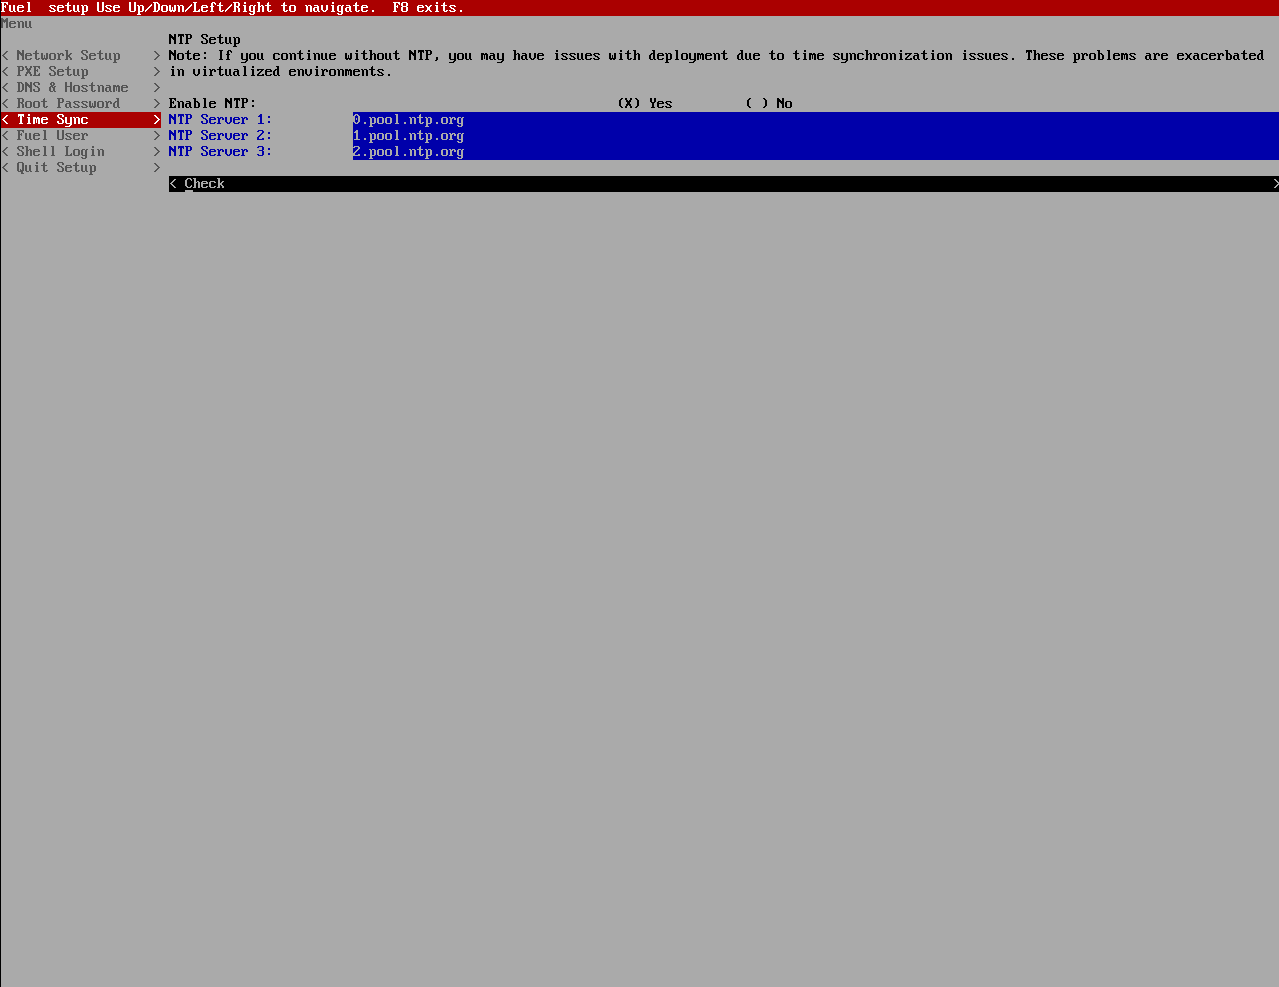 Fuel  setup Use Up/Down/Left/Right to navigate.  F8 exits.
Menu
< Network Setup    >
< PXE Setup        >
< DNS & Hostname   >
< Root Password    >
< Time Sync        >
< Fuel User        >
< Shell Login      >
< Quit Setup       >
NTP Setup
Note: If you continue without NTP, you may have issues with deployment due to time synchronization issues. These problems are exacerbated
in virtualized environments.
Enable NTP: (X) Yes ( ) No
NTP Server 1: 0.pool.ntp.org
NTP Server 2: 1.pool.ntp.org
NTP Server 3: 2.pool.ntp.org
< Check >